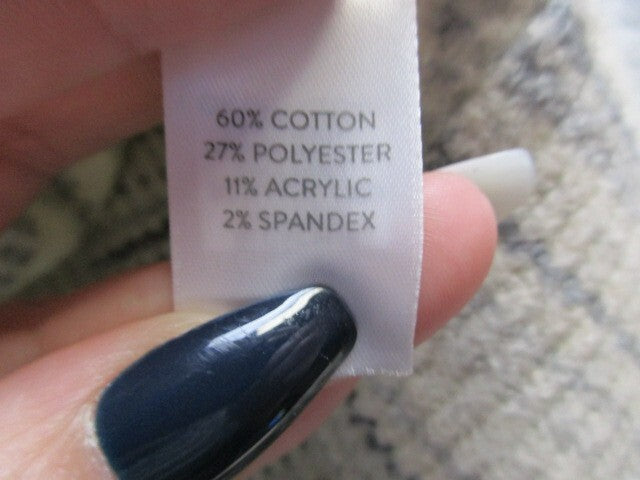 60% COTTON
27% POLYESTER
11% ACRYLIC
2% SPANDEX